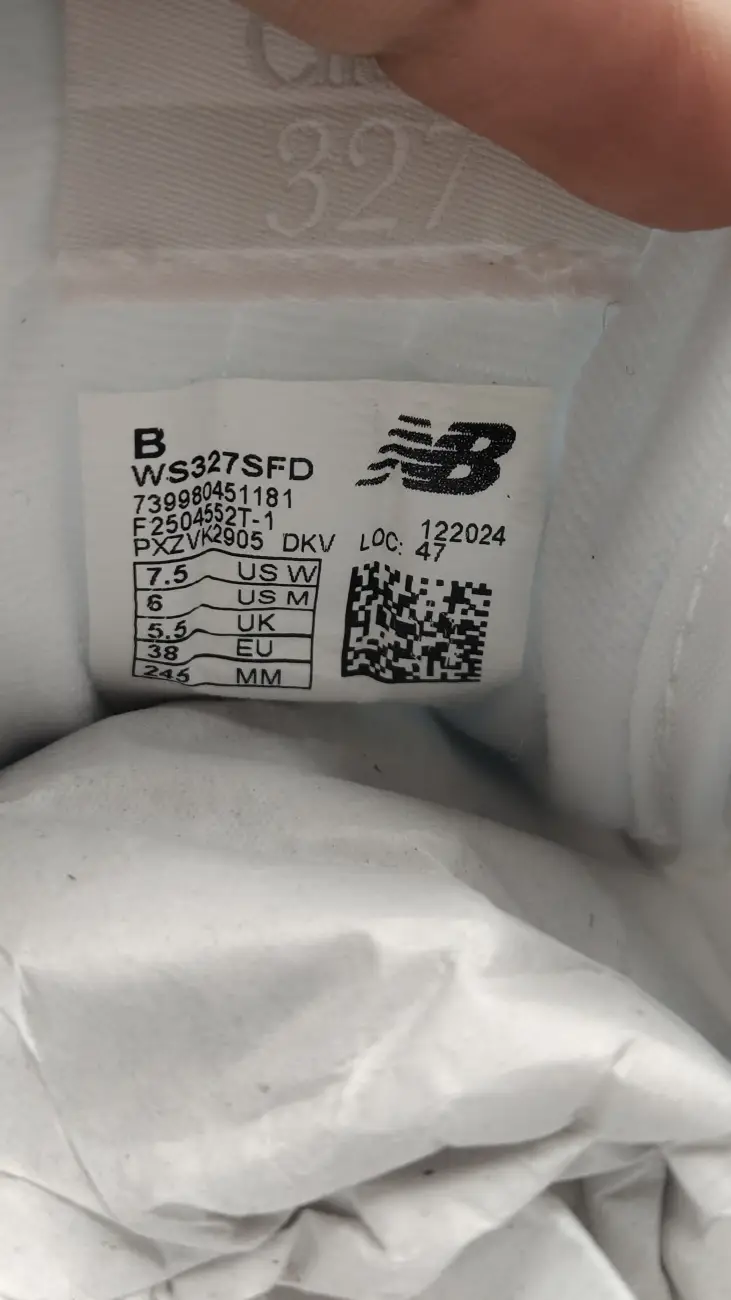 327
B
WS327SFD
NB
739980451181
F2504552T-1
PXZVK2905 DKV LOC: 122024
47
7.5 US W
6 US M
5.5 UK
38 EU
245 MM